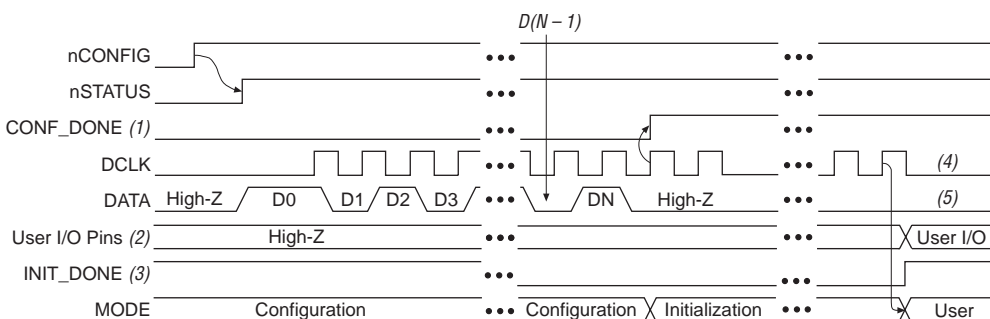 D(N – 1)
nCONFIG
nSTATUS
CONF_DONE (1)
DCLK (4)
DATA High-Z D0 D1 D2 D3 DN High-Z (5)
User I/O Pins (2) High-Z User I/O
INIT_DONE (3)
MODE Configuration Configuration Initialization User